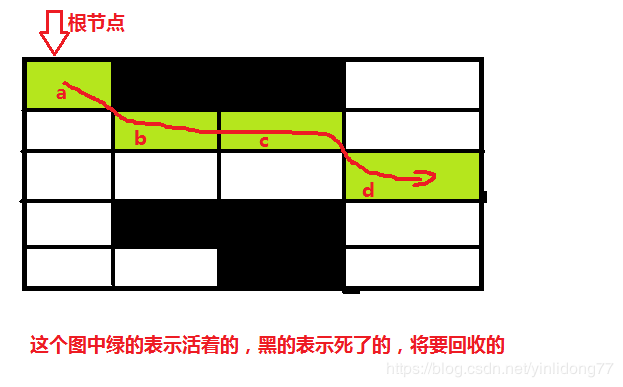 根节点
a
b
c
d
这个图中绿的表示活着的，黑的表示死了的，将要回收的
https://blog.csdn.net/yinlidong77